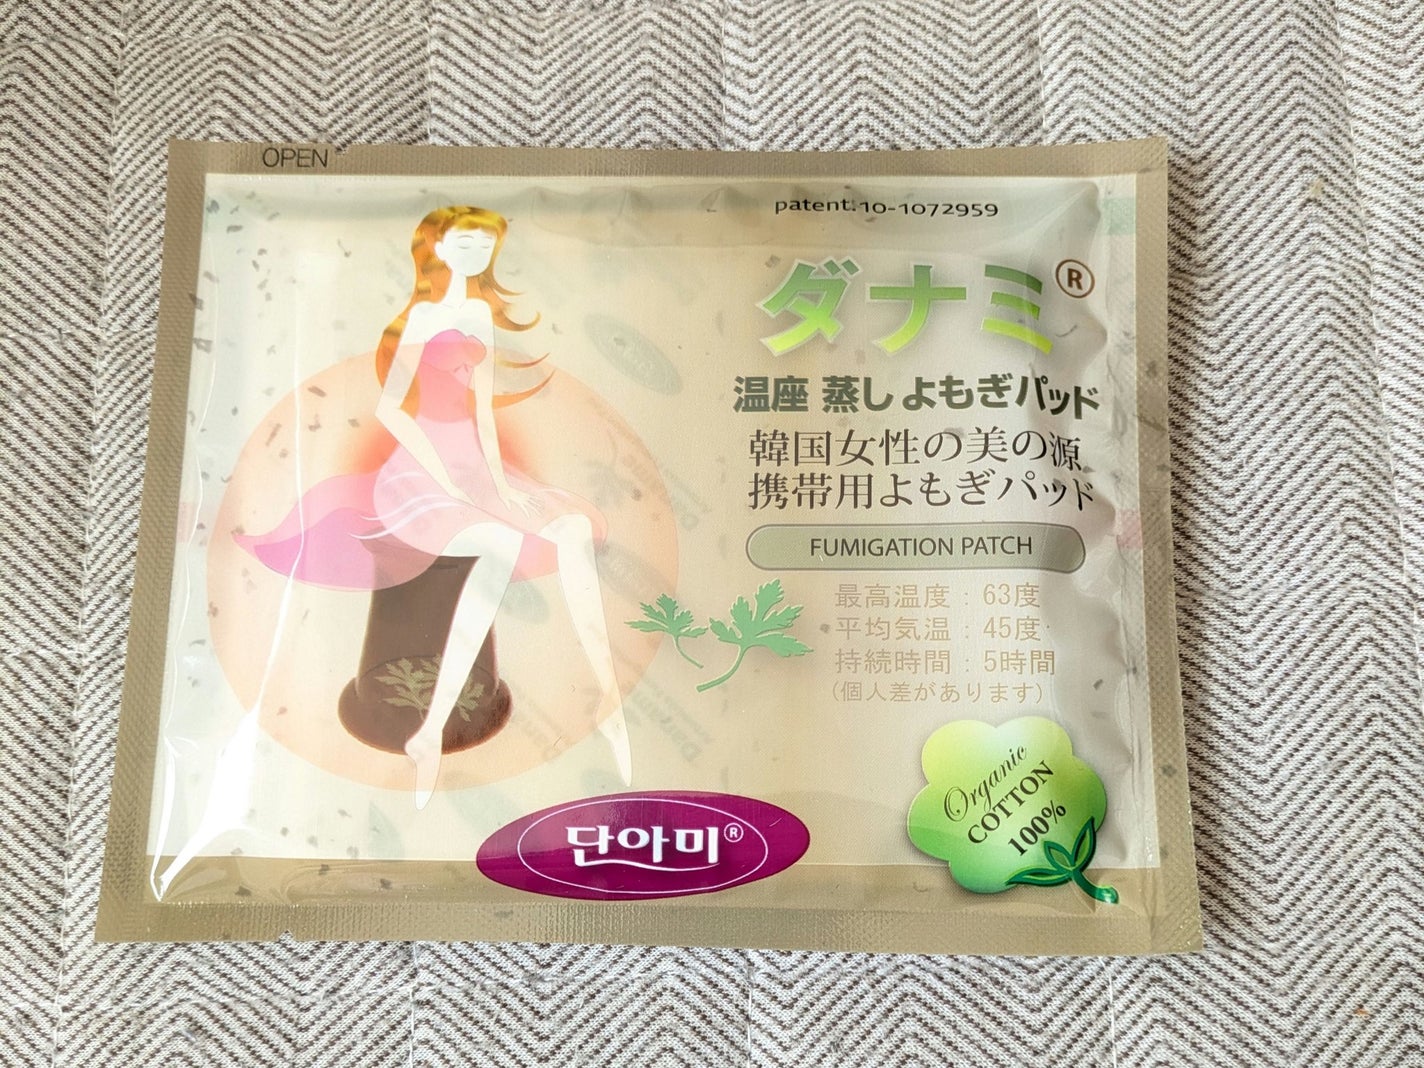 OPEN
patent:10-1072959
ダナミ®
温座 蒸しよもぎパッド
韓国女性の美の源
携帯用よもぎパッド
FUMIGATION PATCH
最高温度 : 63度
平均気温 : 45度
持続時間 : 5時間
(個人差があります)
Organic
COTTON
100%
단아미®